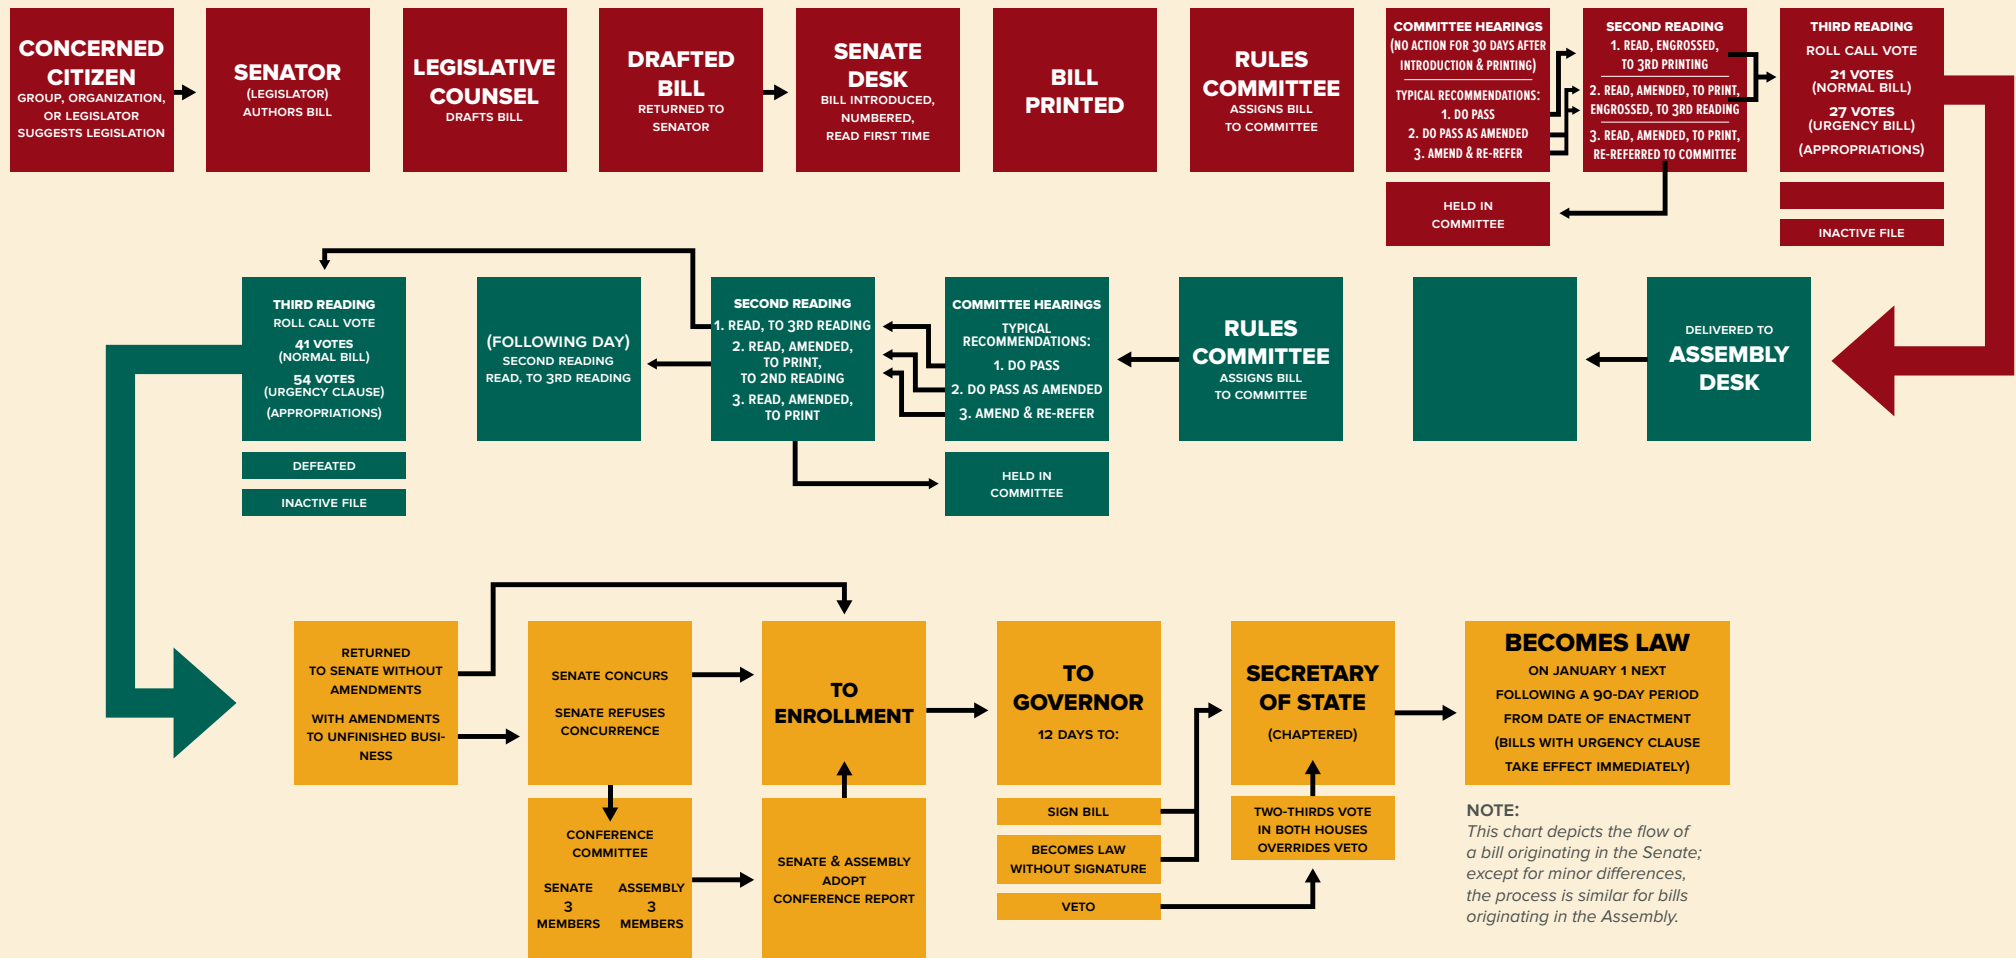 CONCERNED
CITIZEN
GROUP, ORGANIZATION,
OR LEGISLATOR
SUGGESTS LEGISLATION
SENATOR
(LEGISLATOR)
AUTHORS BILL
LEGISLATIVE
COUNSEL
DRAFTS BILL
DRAFTED
BILL
RETURNED TO
SENATOR
SENATE
DESK
BILL INTRODUCED,
NUMBERED,
READ FIRST TIME
BILL
PRINTED
RULES
COMMITTEE
ASSIGNS BILL
TO COMMITTEE
COMMITTEE HEARINGS
(NO ACTION FOR 30 DAYS AFTER
INTRODUCTION & PRINTING)
TYPICAL RECOMMENDATIONS:
1. DO PASS
2. DO PASS AS AMENDED
3. AMEND & RE-REFER
HELD IN
COMMITTEE
SECOND READING
1. READ, ENGROSSED,
TO 3RD PRINTING
2. READ, AMENDED, TO PRINT,
ENGROSSED, TO 3RD READING
3. READ, AMENDED, TO PRINT,
RE-REFERRED TO COMMITTEE
THIRD READING
ROLL CALL VOTE
21 VOTES
(NORMAL BILL)
27 VOTES
(URGENCY BILL)
(APPROPRIATIONS)
INACTIVE FILE
DELIVERED TO
ASSEMBLY
DESK
RULES
COMMITTEE
ASSIGNS BILL
TO COMMITTEE
COMMITTEE HEARINGS
TYPICAL
RECOMMENDATIONS:
1. DO PASS
2. DO PASS AS AMENDED
3. AMEND & RE-REFER
HELD IN
COMMITTEE
SECOND READING
1. READ, TO 3RD READING
2. READ, AMENDED,
TO PRINT,
TO 2ND READING
3. READ, AMENDED,
TO PRINT
(FOLLOWING DAY)
SECOND READING
READ, TO 3RD READING
THIRD READING
ROLL CALL VOTE
41 VOTES
(NORMAL BILL)
54 VOTES
(URGENCY CLAUSE)
(APPROPRIATIONS)
DEFEATED
INACTIVE FILE
RETURNED
TO SENATE WITHOUT
AMENDMENTS
WITH AMENDMENTS
TO UNFINISHED BUSI-
NESS
SENATE CONCURS
SENATE REFUSES
CONCURRENCE
CONFERENCE
COMMITTEE
SENATE
3
MEMBERS
ASSEMBLY
3
MEMBERS
TO
ENROLLMENT
SENATE & ASSEMBLY
ADOPT
CONFERENCE REPORT
TO
GOVERNOR
12 DAYS TO:
SIGN BILL
BECOMES LAW
WITHOUT SIGNATURE
VETO
SECRETARY
OF STATE
(CHAPTERED)
TWO-THIRDS VOTE
IN BOTH HOUSES
OVERRIDES VETO
BECOMES LAW
ON JANUARY 1 NEXT
FOLLOWING A 90-DAY PERIOD
FROM DATE OF ENACTMENT
(BILLS WITH URGENCY CLAUSE
TAKE EFFECT IMMEDIATELY)
NOTE:
This chart depicts the flow of
a bill originating in the Senate;
except for minor differences,
the process is similar for bills
originating in the Assembly.